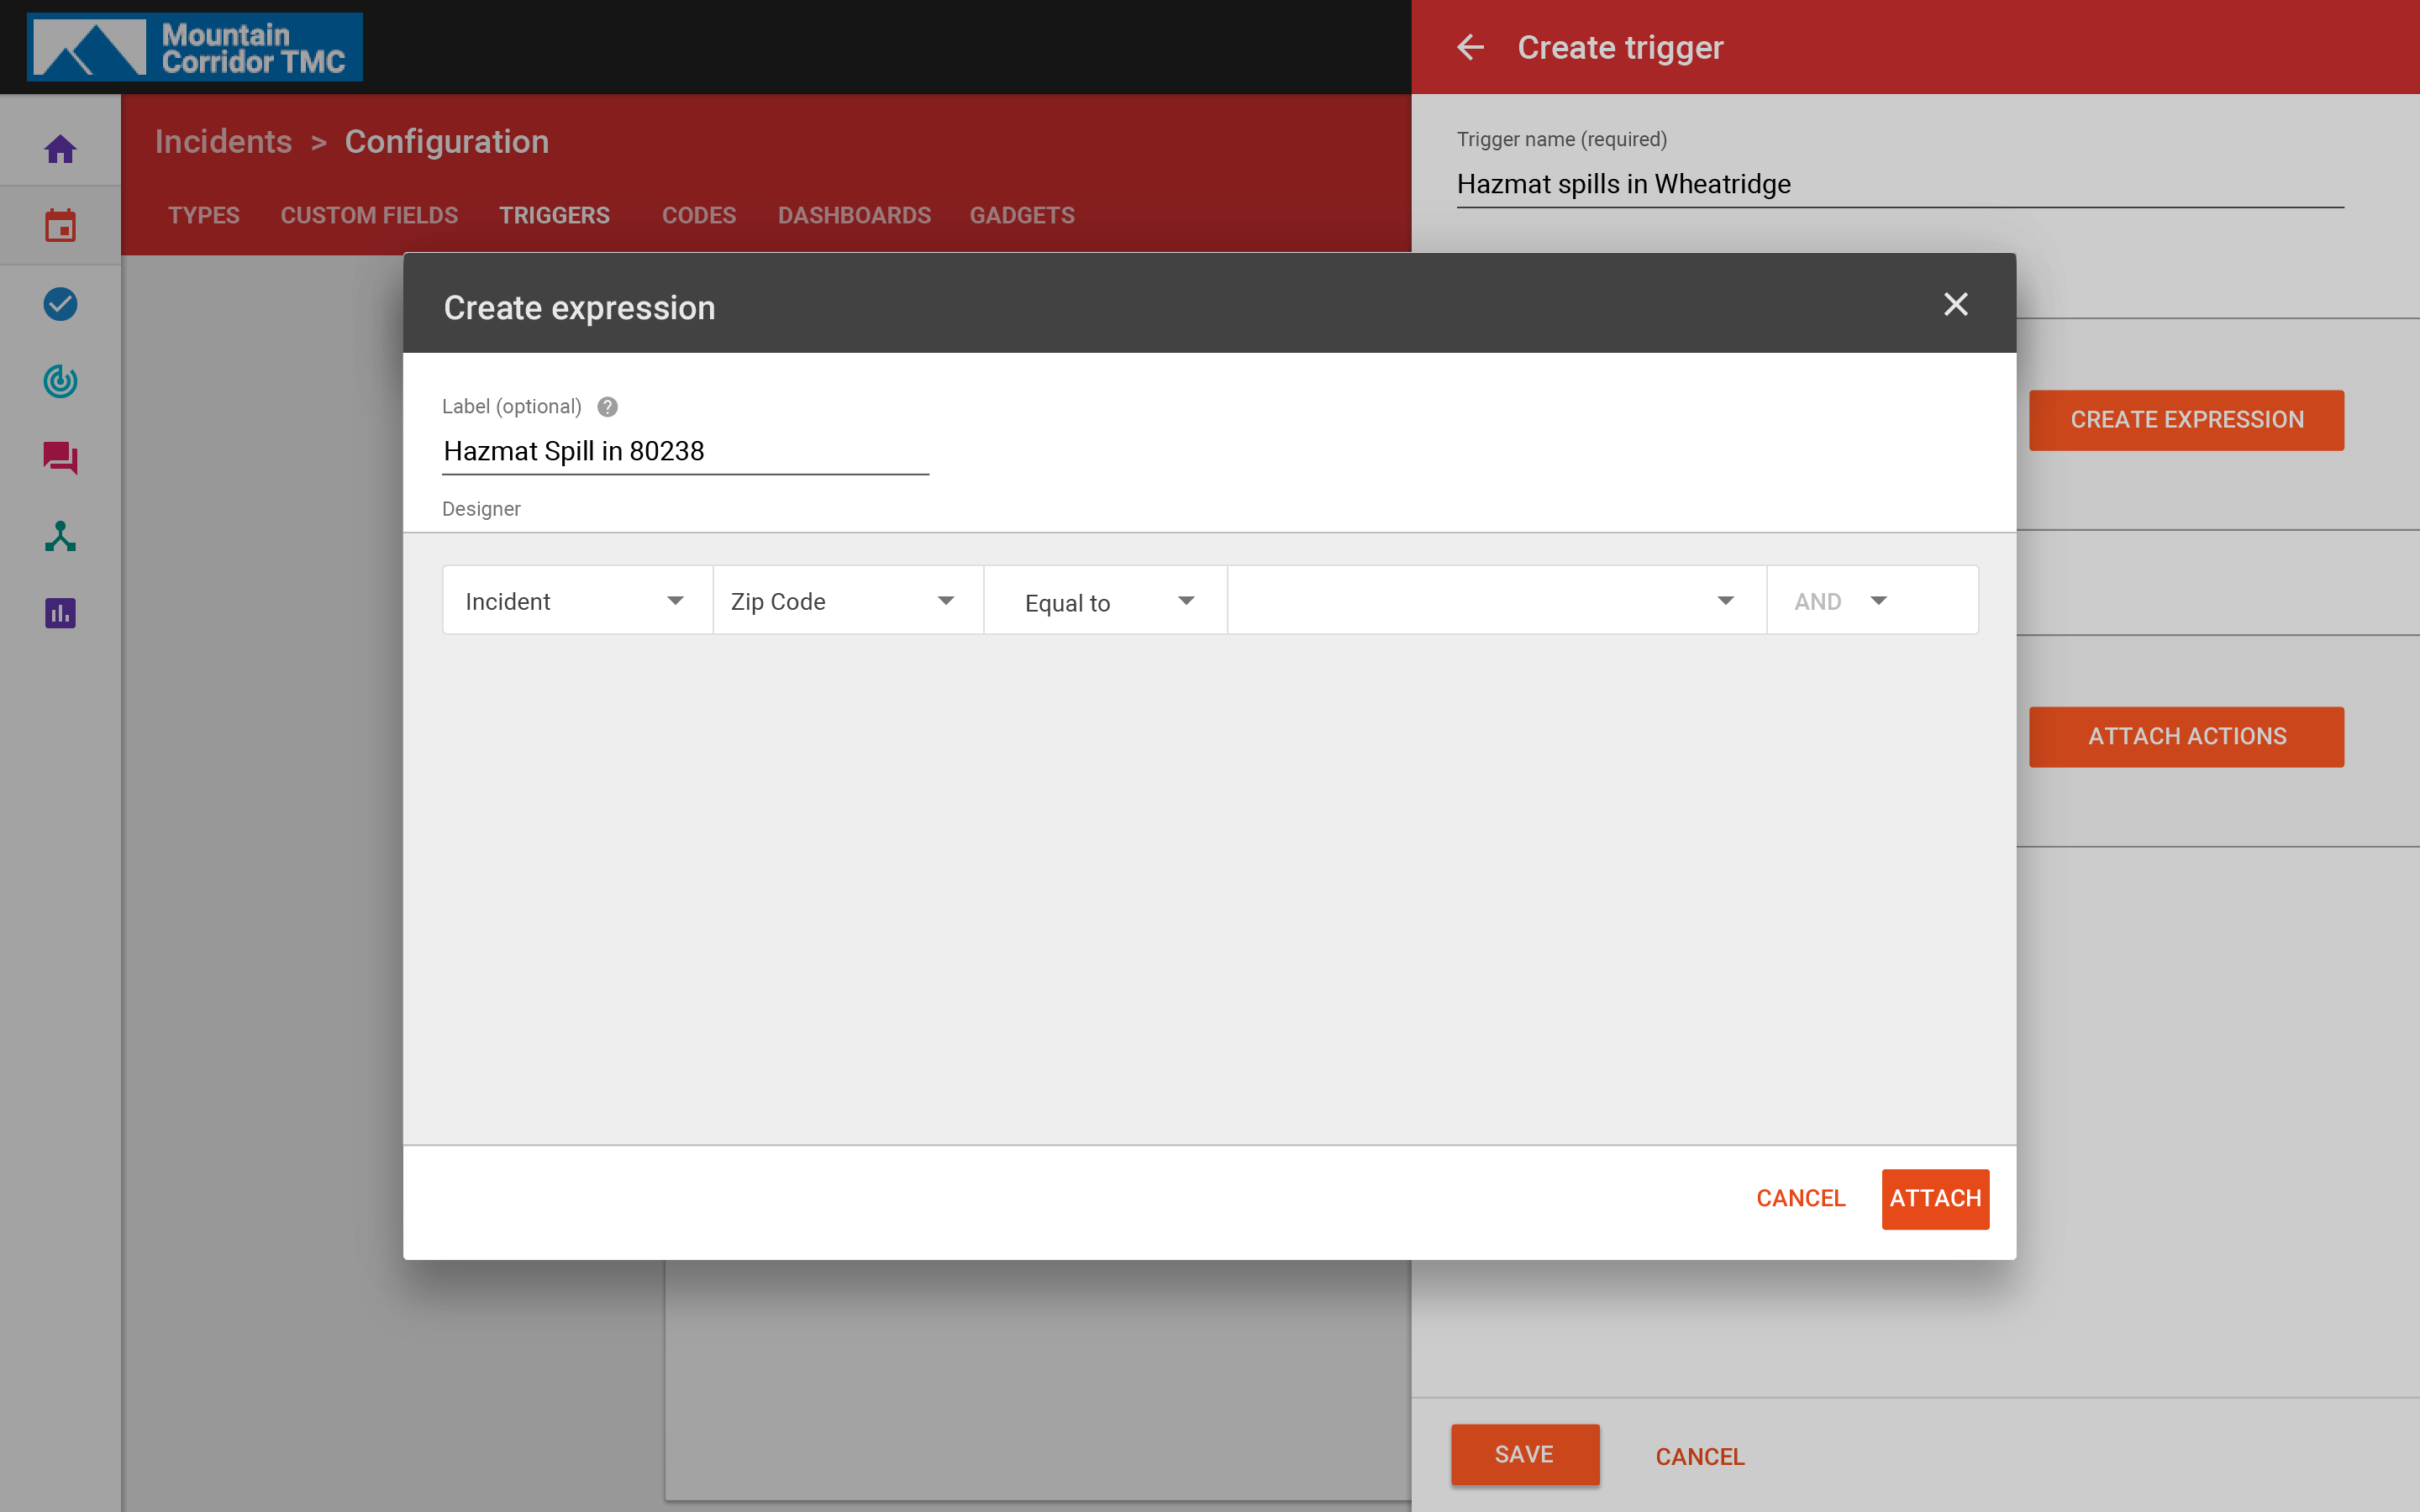 Mountain
Corridor TMC
Create trigger
Incidents > Configuration
TYPES CUSTOM FIELDS TRIGGERS CODES DASHBOARDS GADGETS
Trigger name (required)
Hazmat spills in Wheatridge
Create expression
Label (optional) ?
Hazmat Spill in 80238
Designer
Incident Zip Code Equal to AND
CREATE EXPRESSION
ATTACH ACTIONS
CANCEL ATTACH
SAVE CANCEL